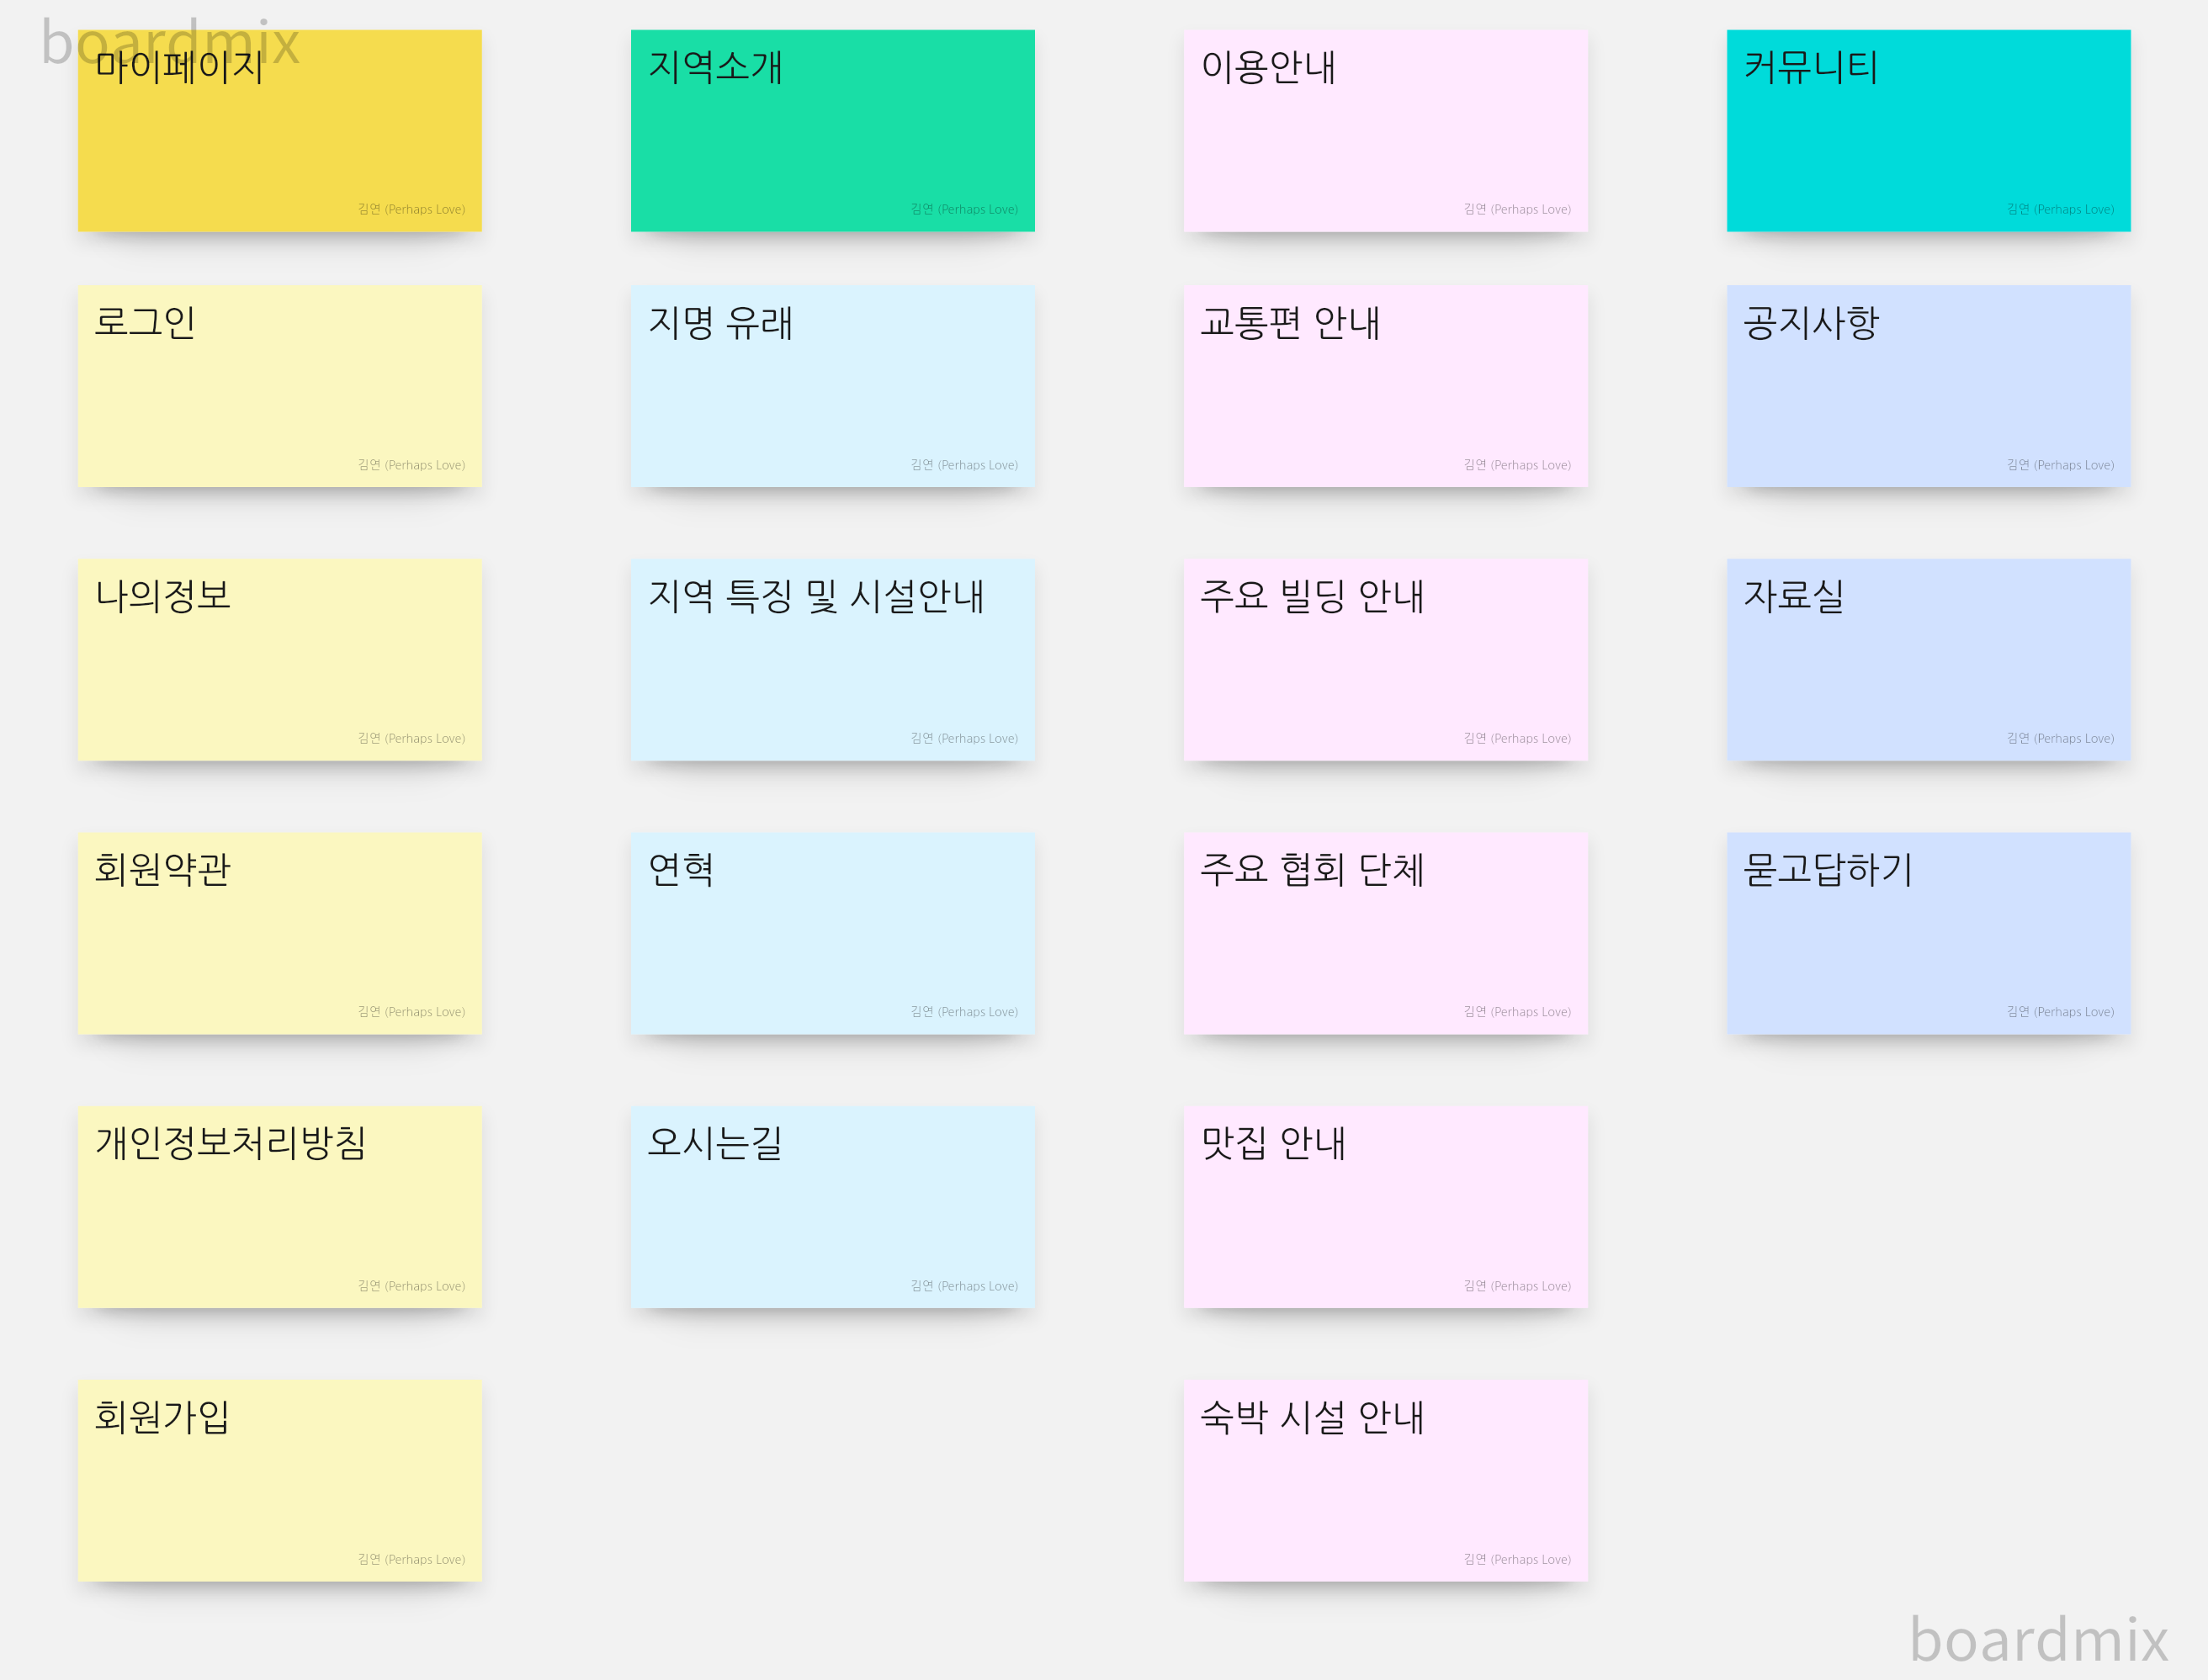 boardmix
마이페이지
김연 (Perhaps Love)
지역소개
김연 (Perhaps Love)
이용안내
김연 (Perhaps Love)
커뮤니티
김연 (Perhaps Love)
로그인
김연 (Perhaps Love)
지명 유래
김연 (Perhaps Love)
교통편 안내
김연 (Perhaps Love)
공지사항
김연 (Perhaps Love)
나의정보
김연 (Perhaps Love)
지역 특징 및 시설안내
김연 (Perhaps Love)
주요 빌딩 안내
김연 (Perhaps Love)
자료실
김연 (Perhaps Love)
회원약관
김연 (Perhaps Love)
연혁
김연 (Perhaps Love)
주요 협회 단체
김연 (Perhaps Love)
묻고답하기
김연 (Perhaps Love)
개인정보처리방침
김연 (Perhaps Love)
오시는길
김연 (Perhaps Love)
맛집 안내
김연 (Perhaps Love)
회원가입
김연 (Perhaps Love)
숙박 시설 안내
김연 (Perhaps Love)
boardmix